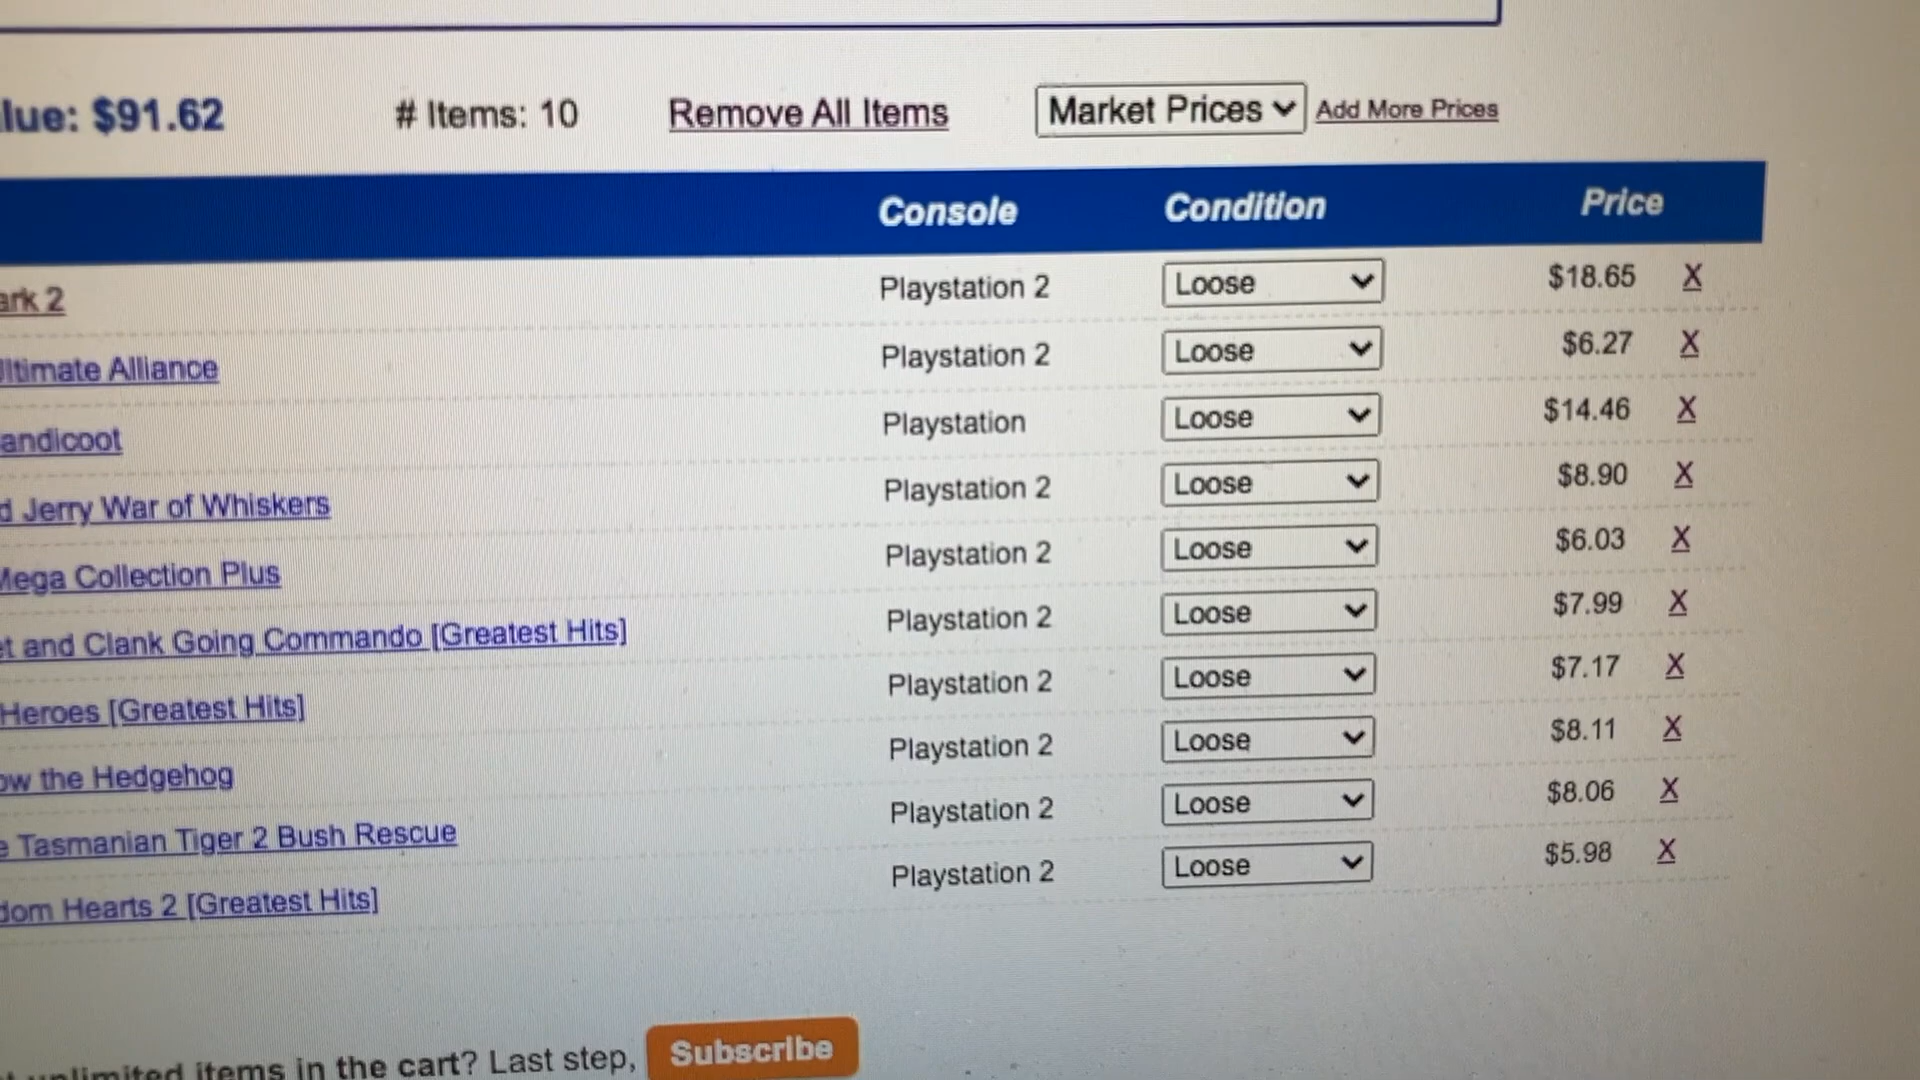 $91.62 # Items: 10 Remove All Items Market Prices Add More Prices
Console Condition Price
2 Playstation 2 Loose $18.65 X
Ultimate Alliance Playstation 2 Loose $6.27 X
andicoot Playstation Loose $14.46 X
d Jerry War of Whiskers Playstation 2 Loose $8.90 X
Mega Collection Plus Playstation 2 Loose $6.03 X
et and Clank Going Commando [Greatest Hits] Playstation 2 Loose $7.99 X
Heroes [Greatest Hits] Playstation 2 Loose $7.17 X
ow the Hedgehog Playstation 2 Loose $8.11 X
e Tasmanian Tiger 2 Bush Rescue Playstation 2 Loose $8.06 X
dom Hearts 2 [Greatest Hits] Playstation 2 Loose $5.98 X
unlimited items in the cart? Last step, Subscribe